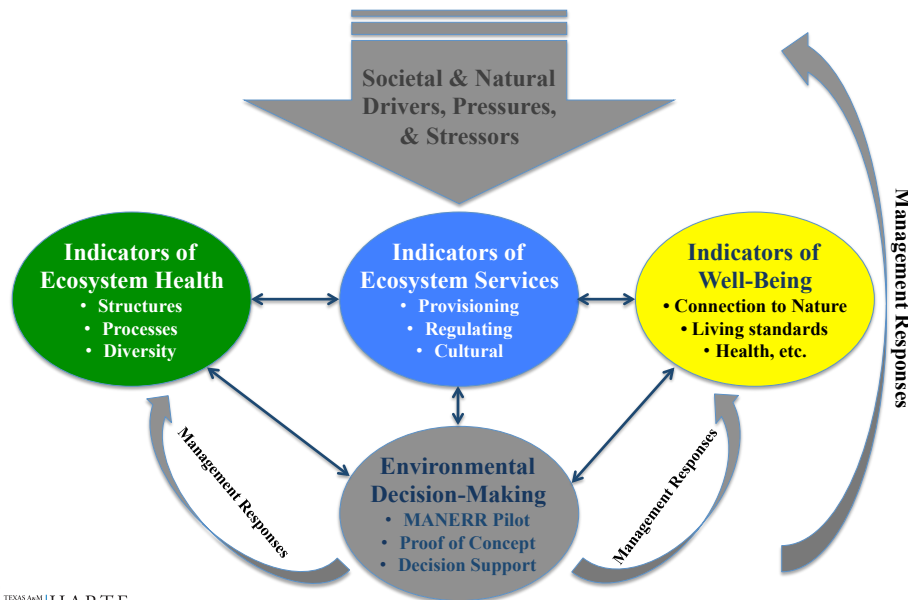 Societal & Natural
Drivers, Pressures,
& Stressors
Indicators of
Ecosystem Health
• Structures
• Processes
• Diversity
Indicators of
Ecosystem Services
• Provisioning
• Regulating
• Cultural
Indicators of
Well-Being
• Connection to Nature
• Living standards
• Health, etc.
Management Responses
Management Responses
Environmental
Decision-Making
• MANERR Pilot
• Proof of Concept
• Decision Support
Management Responses
TEXAS A&M | HARTE